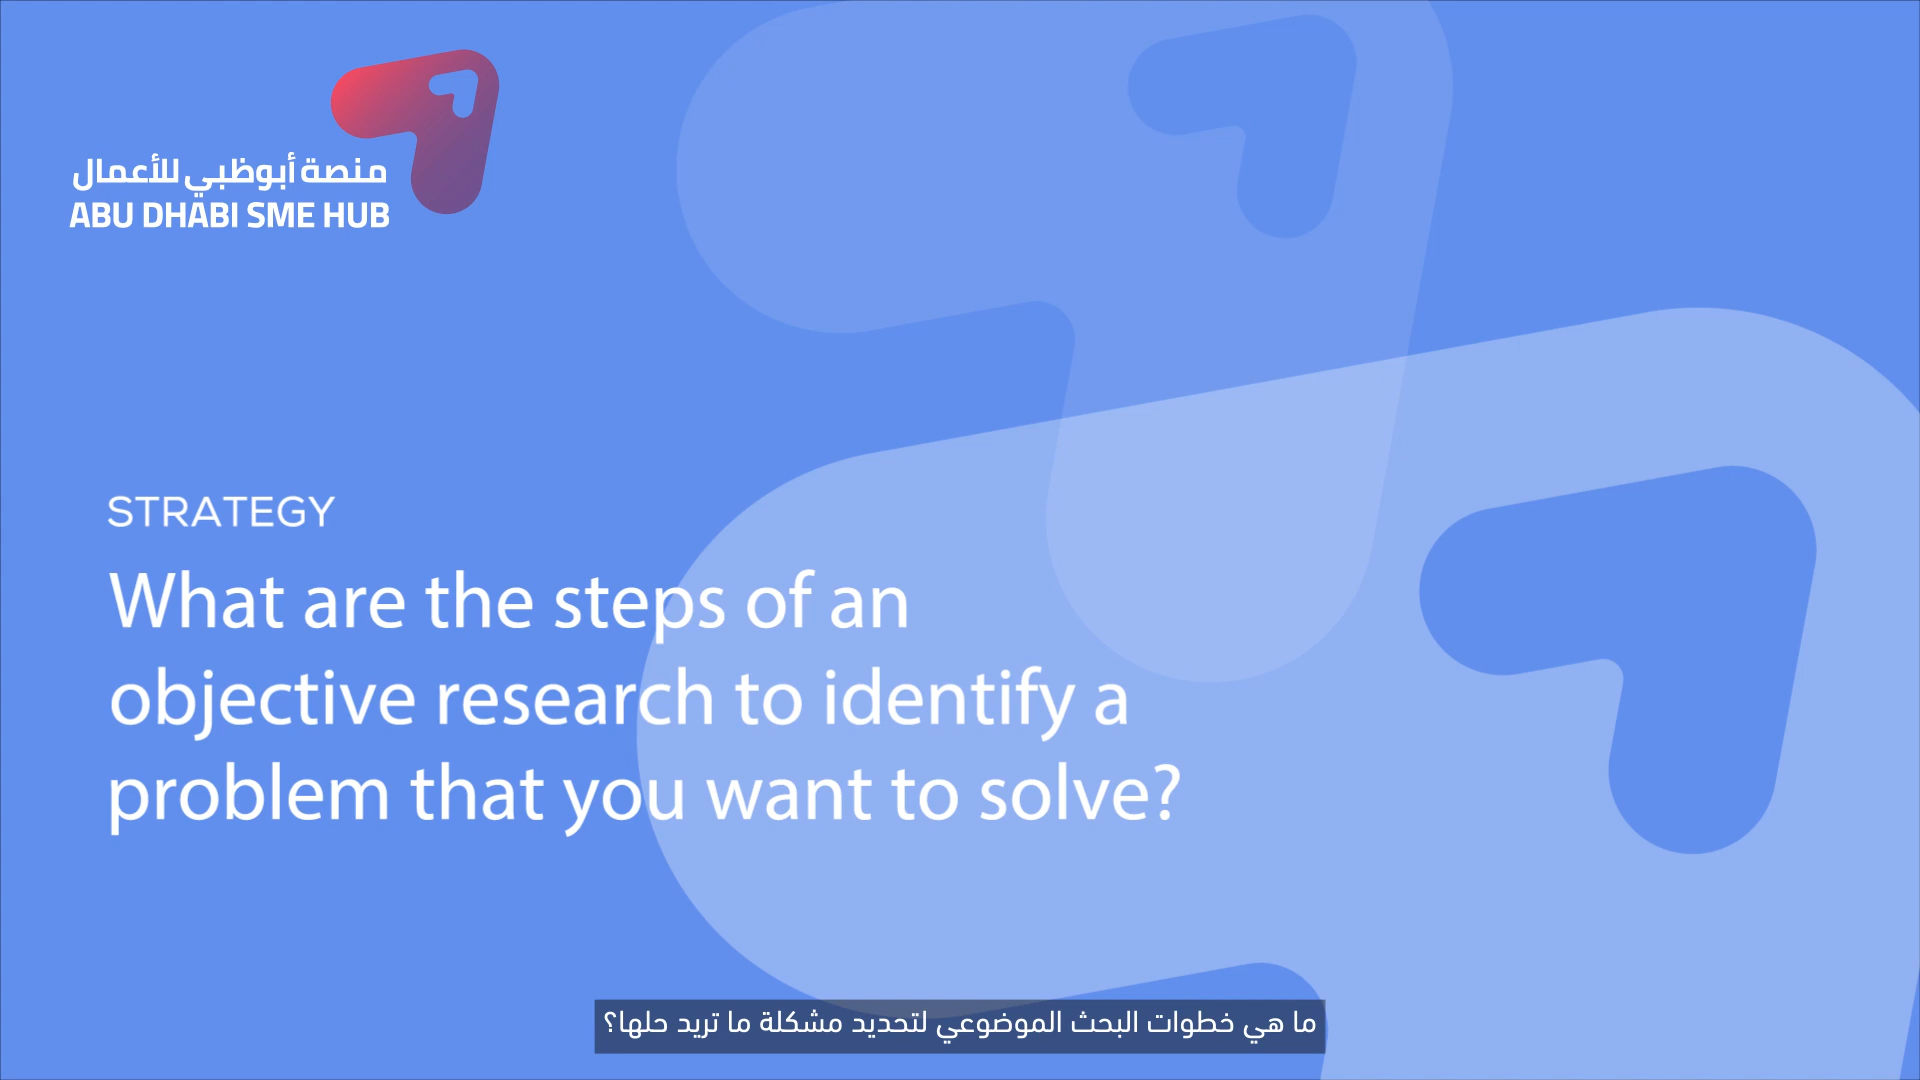 منصة أبوظبي للأعمال
ABU DHABI SME HUB
STRATEGY
What are the steps of an
objective research to identify a
problem that you want to solve?
ما هي خطوات البحث الموضوعي لتحديد مشكلة ما تريد حلها؟